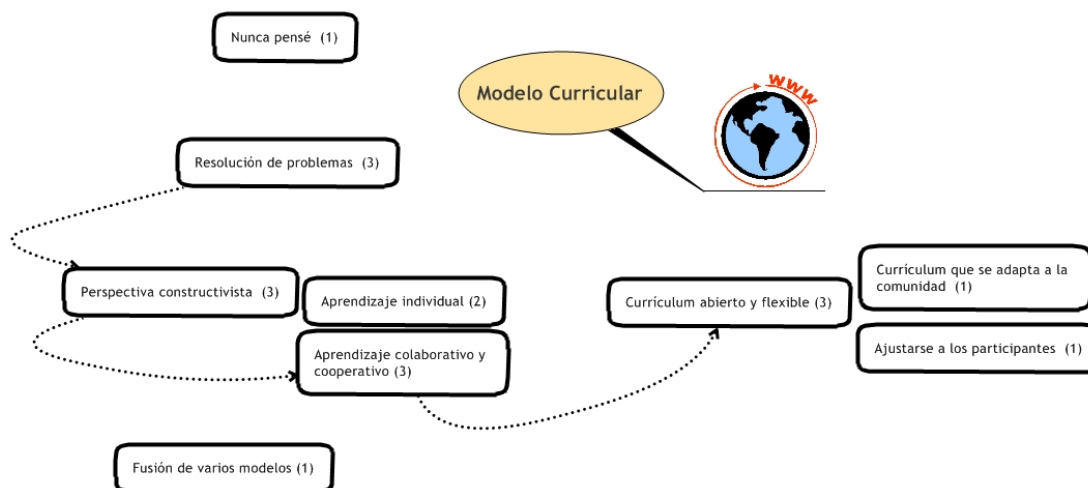 Nunca pensé (1)
Modelo Curricular
WWW
Resolución de problemas (3)
Perspectiva constructivista (3)
Aprendizaje individual (2)
Aprendizaje colaborativo y
cooperativo (3)
Currículum abierto y flexible (3)
Currículum que se adapta a la
comunidad (1)
Ajustarse a los participantes (1)
Fusión de varios modelos (1)